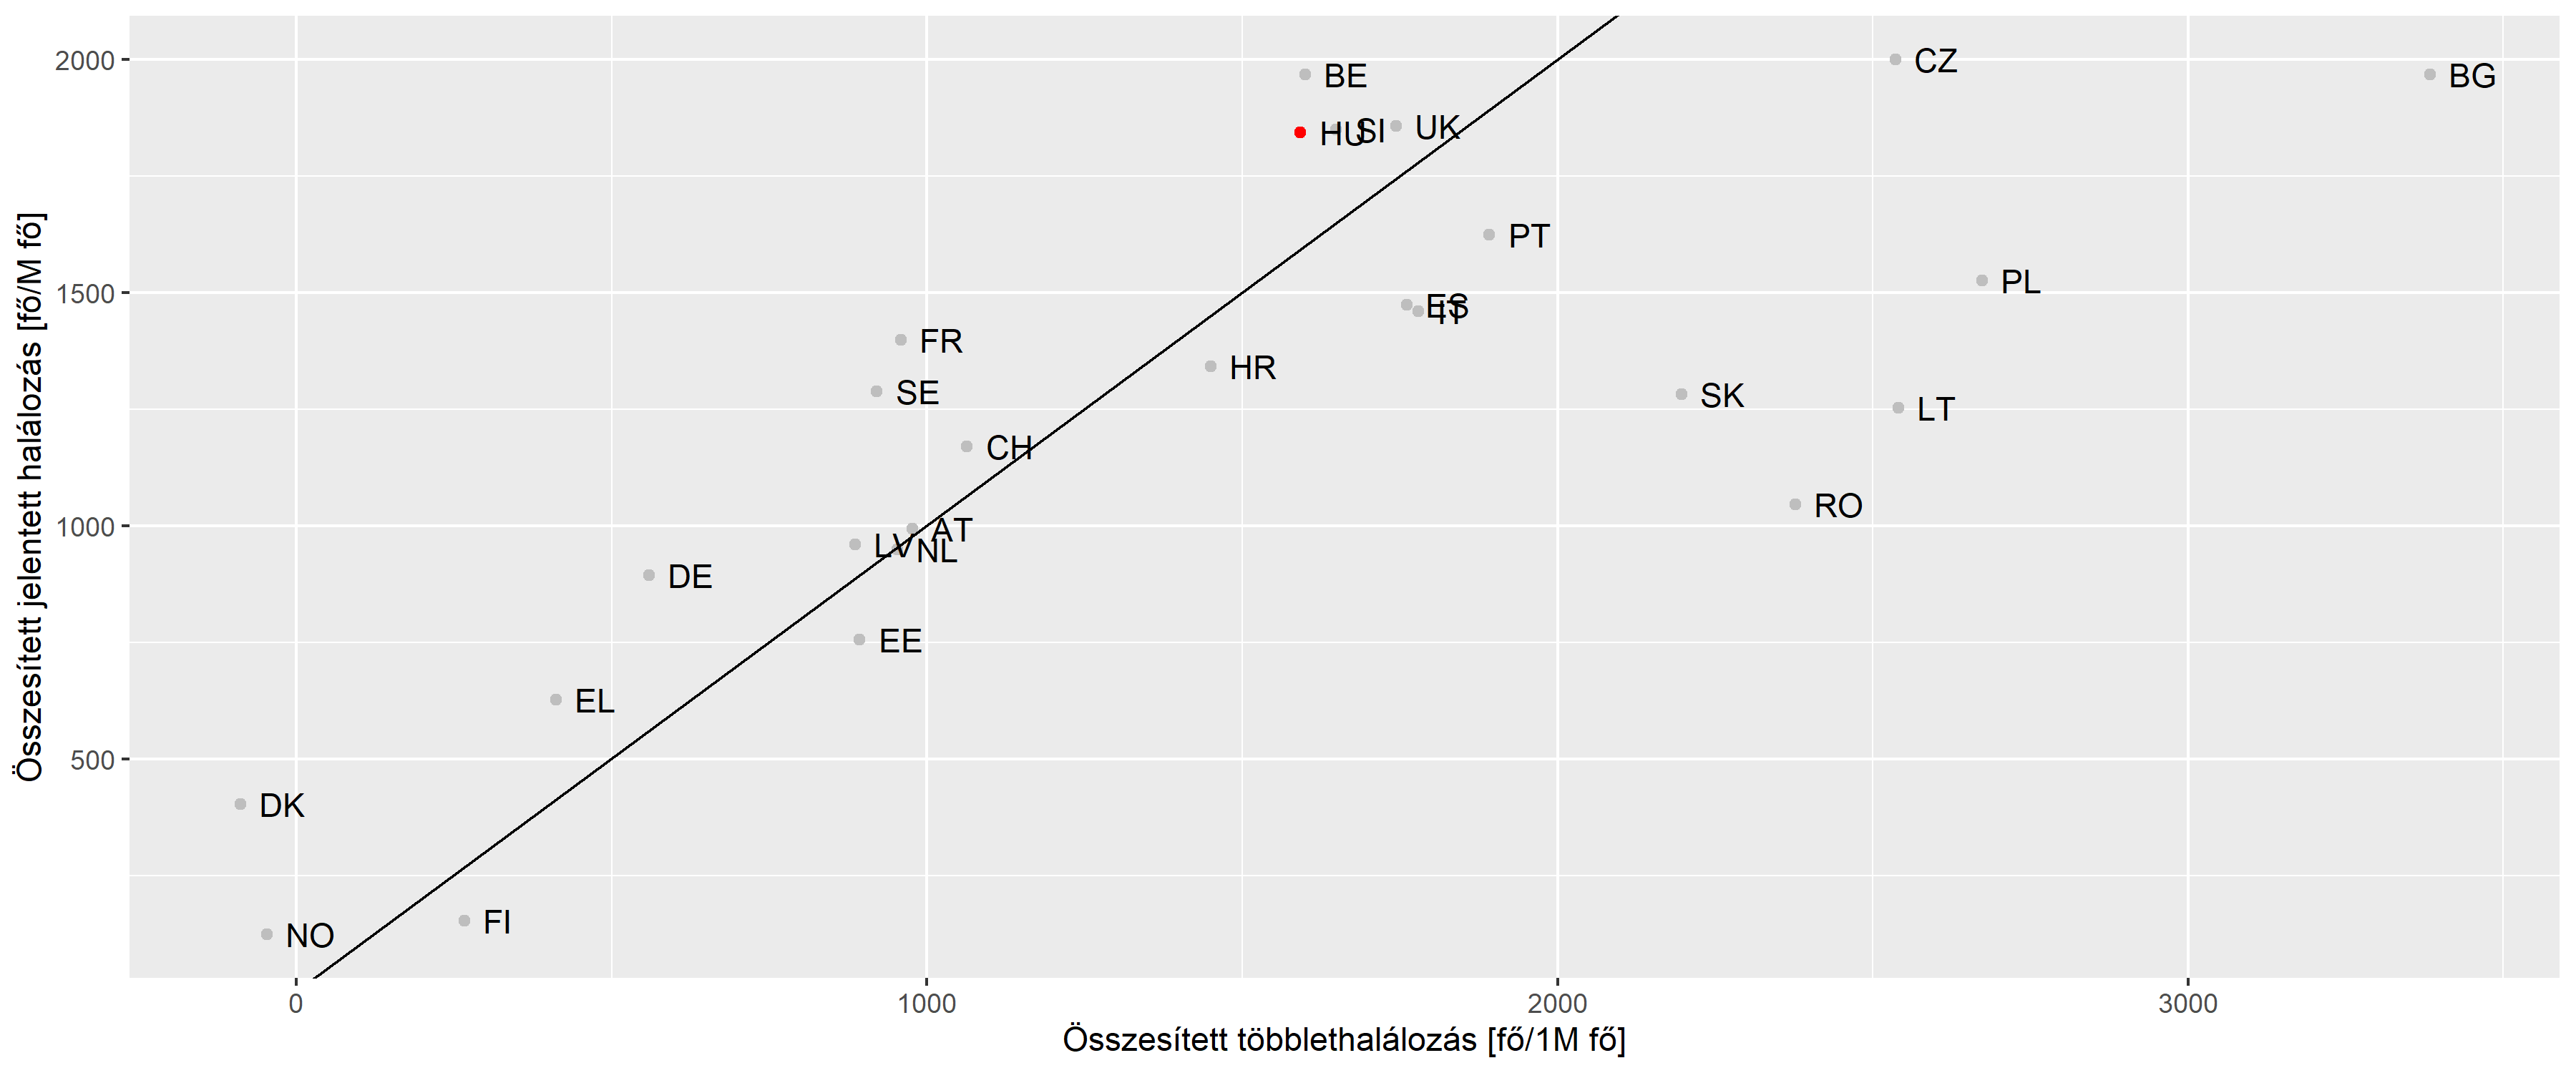 Összesített jelentett halálozás [fő/M fő]
2000
1500
1000
500
CZ
BE
BG
UK
SI
HU
PT
PL
ES
IT
FR
HR
SE
SK
LT
CH
RO
AT
LV
NL
DE
EE
EL
DK
FI
NO
0
1000
2000
3000
Összesített többlethalálozás [fő/1M fő]